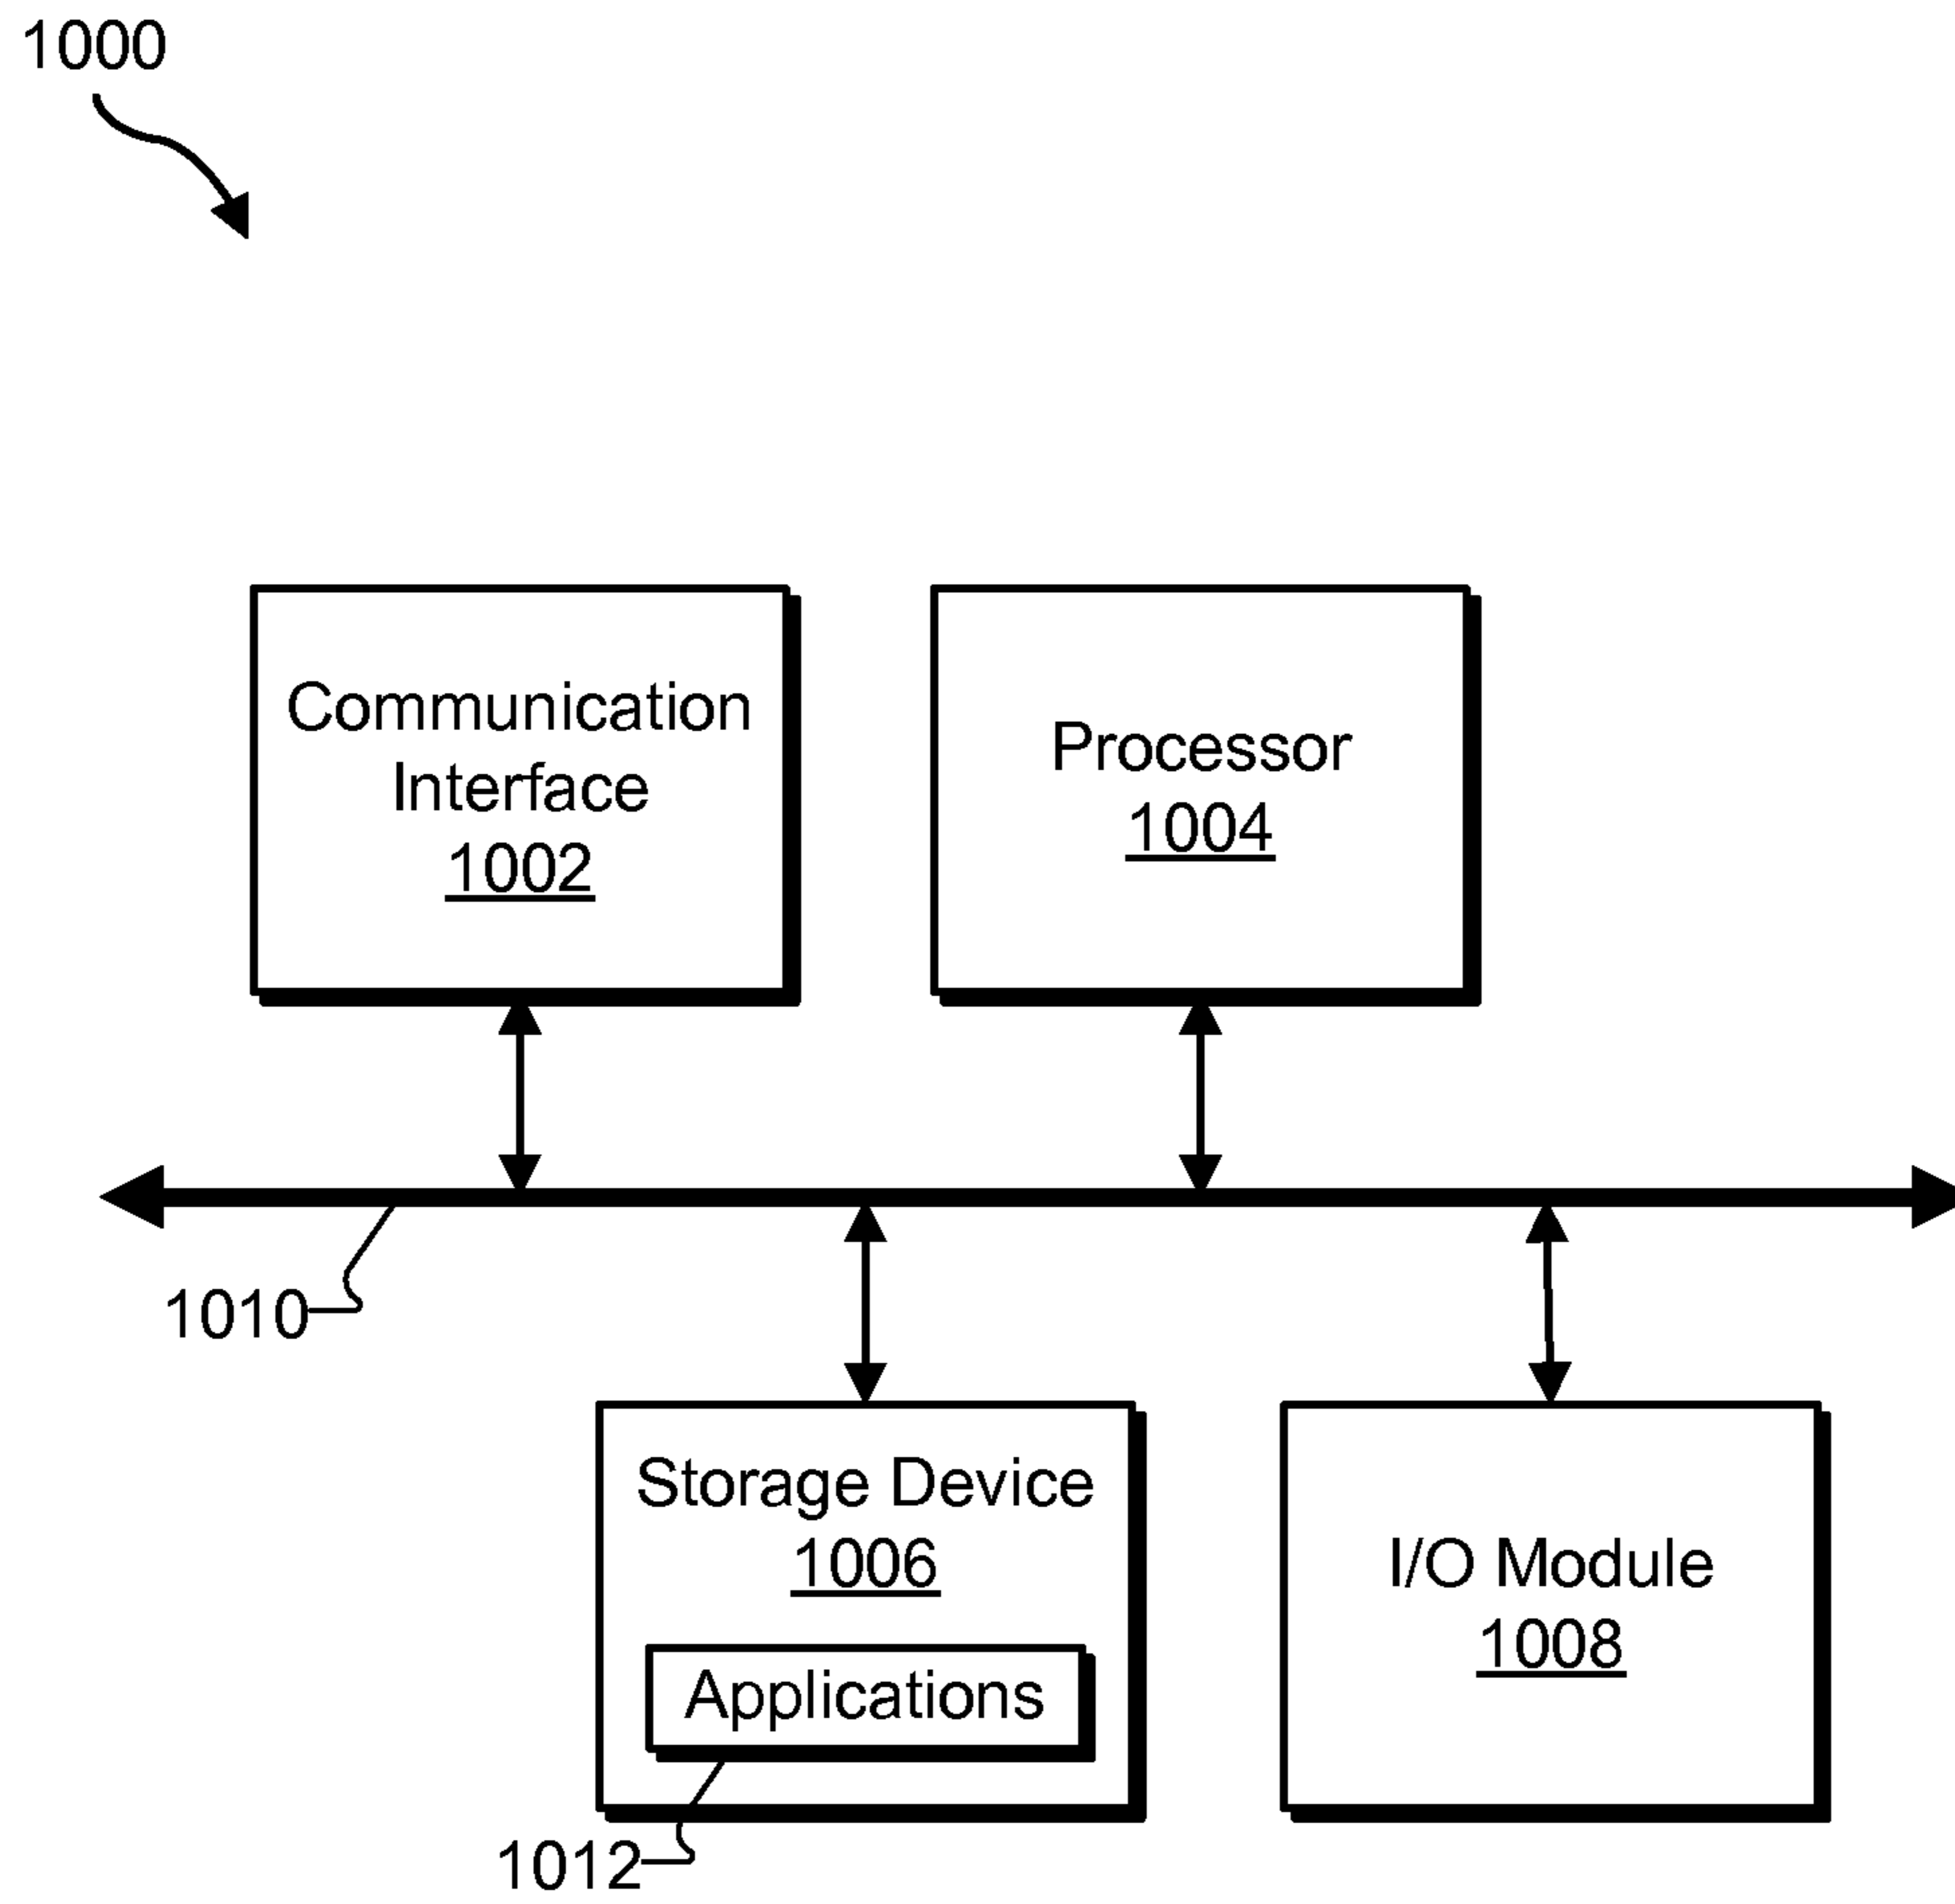 1000
Communication
Interface
1002
Processor
1004
1010
Storage Device
1006
Applications
1012
I/O Module
1008